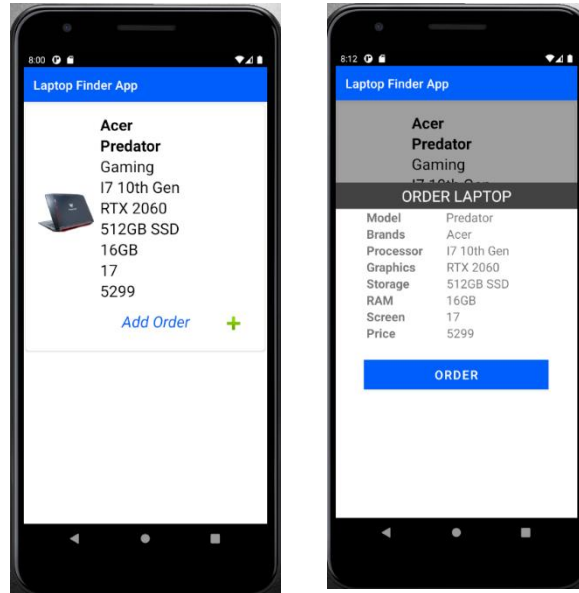 8:00
Laptop Finder App
Acer
Predator
Gaming
I7 10th Gen
RTX 2060
512GB SSD
16GB
17
5299
Add Order
8:12
Laptop Finder App
Acer
Predator
Gaming
ORDER LAPTOP
Model Predator
Brands Acer
Processor I7 10th Gen
Graphics RTX 2060
Storage 512GB SSD
RAM 16GB
Screen 17
Price 5299
ORDER